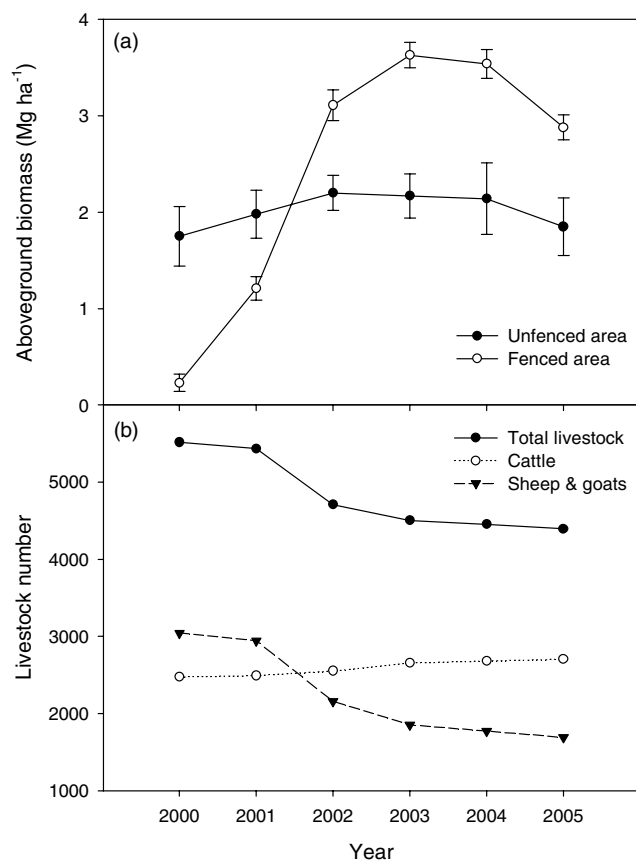 (a)
Aboveground biomass (Mg ha⁻¹)
4
3
2
1
0
Unfenced area
Fenced area
(b)
Livestock number
5000
4000
3000
2000
1000
Total livestock
Cattle
Sheep & goats
2000 2001 2002 2003 2004 2005
Year